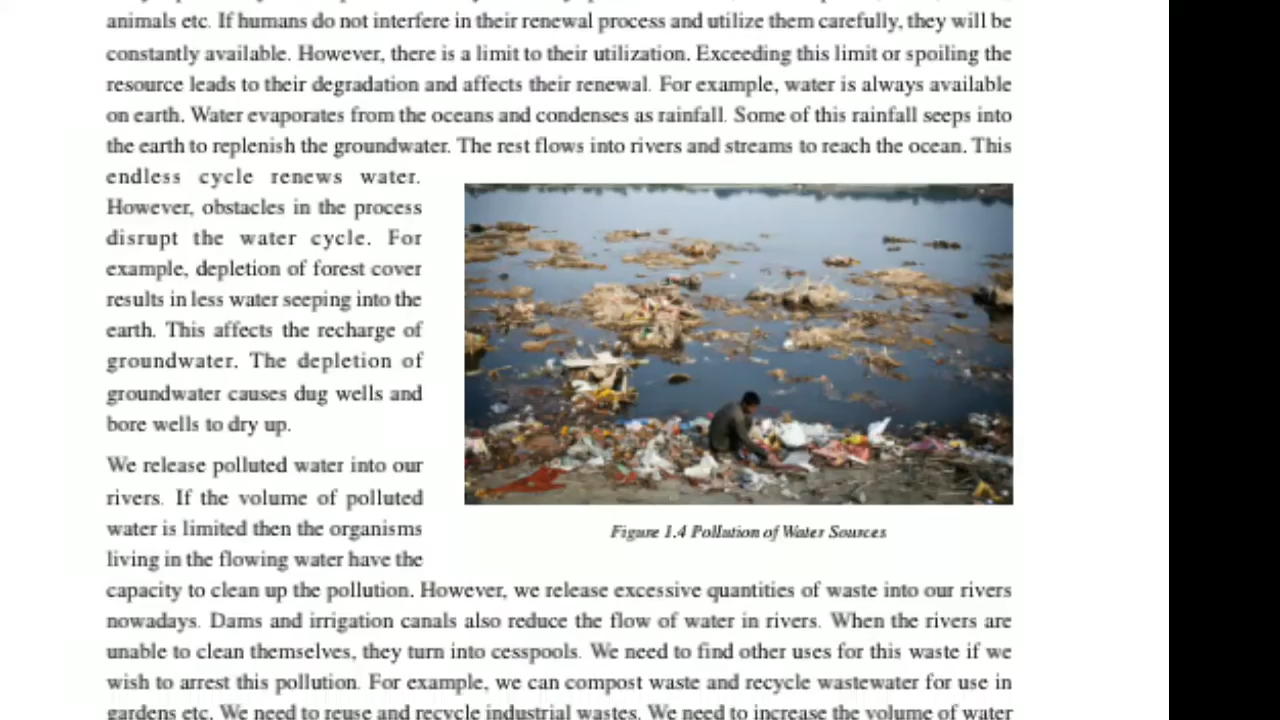 animals etc. If humans do not interfere in their renewal process and utilize them carefully, they will be
constantly available. However, there is a limit to their utilization. Exceeding this limit or spoiling the
resource leads to their degradation and affects their renewal. For example, water is always available
on earth. Water evaporates from the oceans and condenses as rainfall. Some of this rainfall seeps into
the earth to replenish the groundwater. The rest flows into rivers and streams to reach the ocean. This
endless cycle renews water.
However, obstacles in the process
disrupt the water cycle. For
example, depletion of forest cover
results in less water seeping into the
earth. This affects the recharge of
groundwater. The depletion of
groundwater causes dug wells and
bore wells to dry up.
We release polluted water into our
rivers. If the volume of polluted
water is limited then the organisms
living in the flowing water have the
Figure 1.4 Pollution of Water Sources
capacity to clean up the pollution. However, we release excessive quantities of waste into our rivers
nowadays. Dams and irrigation canals also reduce the flow of water in rivers. When the rivers are
unable to clean themselves, they turn into cesspools. We need to find other uses for this waste if we
wish to arrest this pollution. For example, we can compost waste and recycle wastewater for use in
gardens etc. We need to reuse and recycle industrial wastes. We need to increase the volume of water